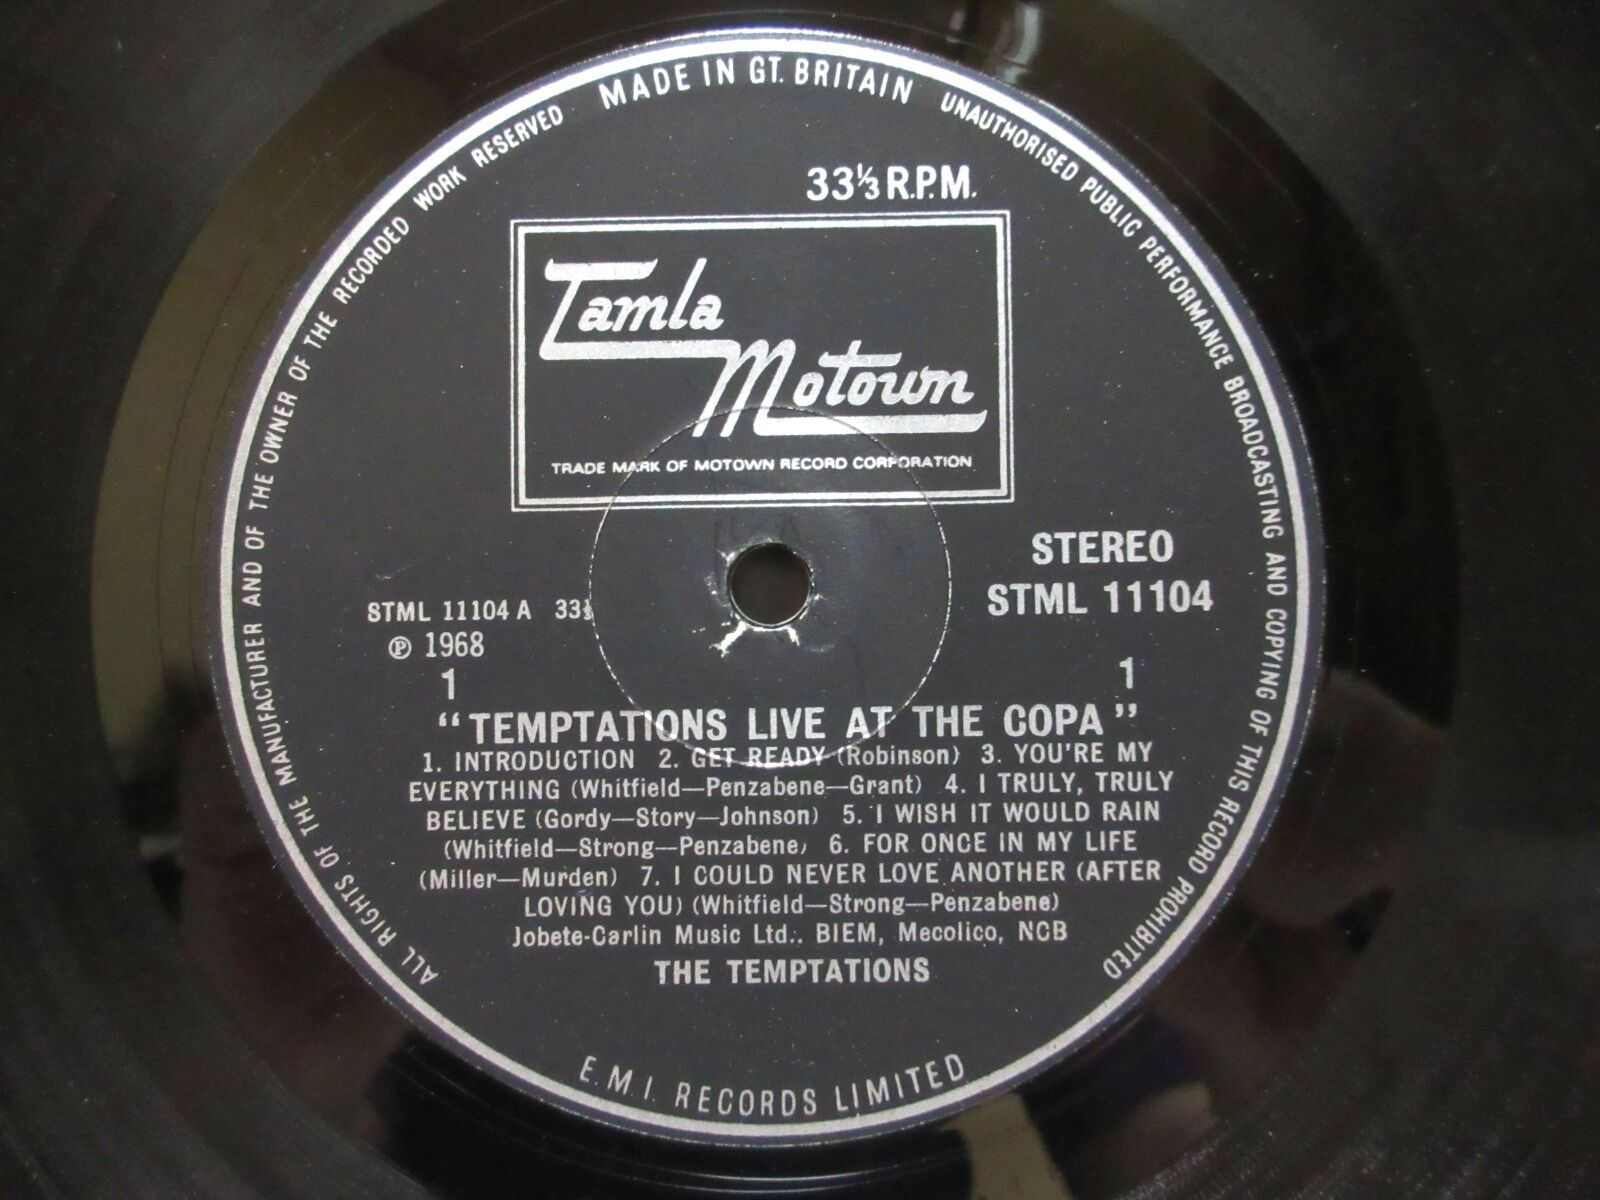 MADE IN GT. BRITAIN
UNAUTHORISED PUBLIC PERFORMANCE BROADCASTING AND COPYING OF THIS RECORD PROHIBITED
ALL RIGHTS OF THE MANUFACTURER AND OF THE OWNER OF THE RECORDED WORK RESERVED
33⅓ R.P.M.
Tamla
Motown
TRADE MARK OF MOTOWN RECORD CORPORATION
STEREO
STML 11104
STML 11104 A 33⅓
℗ 1968
1 1
“TEMPTATIONS LIVE AT THE COPA”
1. INTRODUCTION 2. GET READY (Robinson) 3. YOU'RE MY
EVERYTHING (Whitfield—Penzabene—Grant) 4. I TRULY, TRULY
BELIEVE (Gordy—Story—Johnson) 5. I WISH IT WOULD RAIN
(Whitfield—Strong—Penzabene) 6. FOR ONCE IN MY LIFE
(Miller—Murden) 7. I COULD NEVER LOVE ANOTHER (AFTER
LOVING YOU) (Whitfield—Strong—Penzabene)
Jobete-Carlin Music Ltd.. BIEM, Mecolico, NCB
THE TEMPTATIONS
E.M.I. RECORDS LIMITED